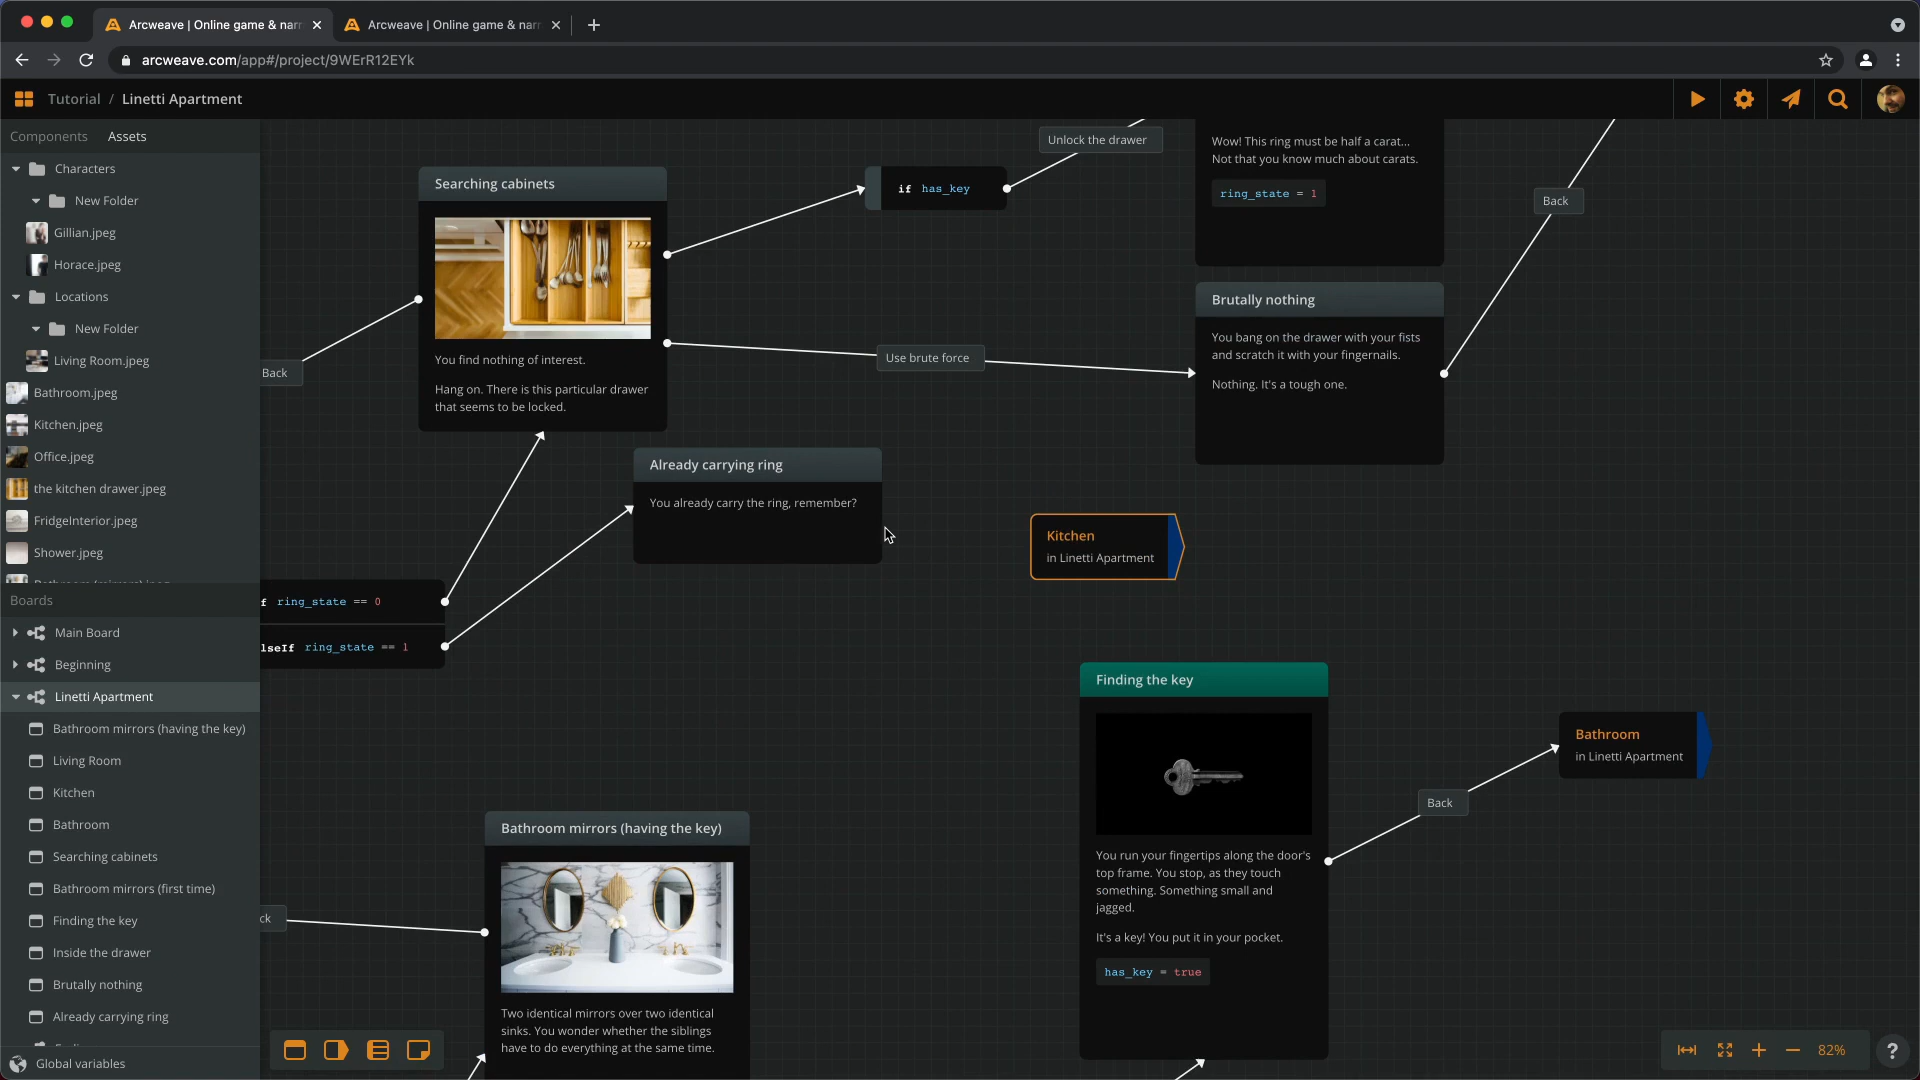 Arcweave | Online game & narr
Arcweave | Online game & narr
arcweave.com/app#/project/9WErR12EYk
Tutorial / Linetti Apartment
Components Assets
Characters
New Folder
Gillian.jpeg
Horace.jpeg
Locations
New Folder
Living Room.jpeg
Bathroom.jpeg
Kitchen.jpeg
Office.jpeg
the kitchen drawer.jpeg
FridgeInterior.jpeg
Shower.jpeg
Boards
Main Board
Beginning
Linetti Apartment
Bathroom mirrors (having the key)
Living Room
Kitchen
Bathroom
Searching cabinets
Bathroom mirrors (first time)
Finding the key
Inside the drawer
Brutally nothing
Already carrying ring
Global variables
Searching cabinets
You find nothing of interest.
Hang on. There is this particular drawer
that seems to be locked.
Back
if has_key
Unlock the drawer
Wow! This ring must be half a carat...
Not that you know much about carats.
ring_state = 1
Back
Use brute force
Brutally nothing
You bang on the drawer with your fists
and scratch it with your fingernails.
Nothing. It's a tough one.
Already carrying ring
You already carry the ring, remember?
f ring_state == 0
lseIf ring_state == 1
Kitchen
in Linetti Apartment
Finding the key
You run your fingertips along the door's
top frame. You stop, as they touch
something. Something small and
jagged.
It's a key! You put it in your pocket.
has_key = true
Back
Bathroom
in Linetti Apartment
ck
Bathroom mirrors (having the key)
Two identical mirrors over two identical
sinks. You wonder whether the siblings
have to do everything at the same time.
82%
?